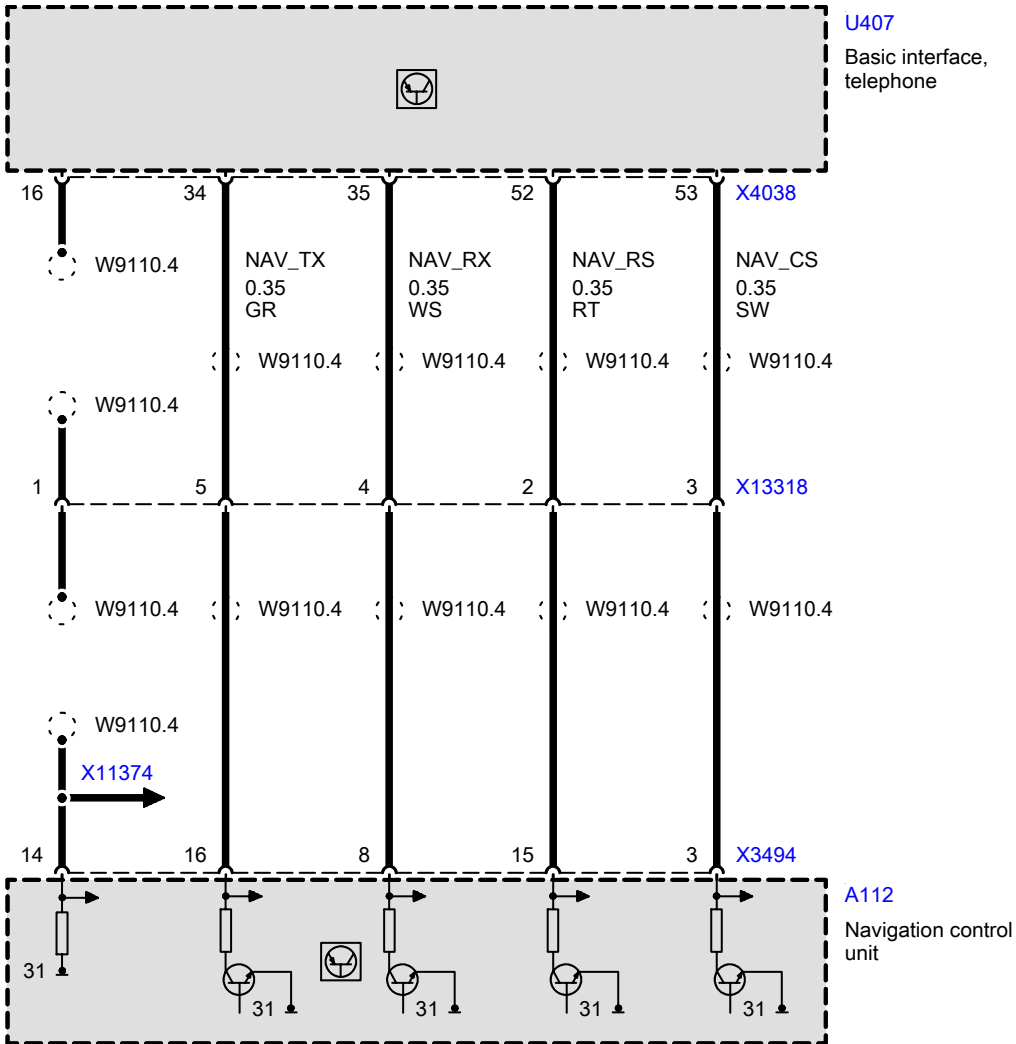 U407
Basic interface,
telephone
16 34 35 52 53 X4038
W9110.4 NAV_TX NAV_RX NAV_RS NAV_CS
0.35 0.35 0.35 0.35
GR WS RT SW
W9110.4 W9110.4 W9110.4 W9110.4
W9110.4
1 5 4 2 3 X13318
W9110.4 W9110.4 W9110.4 W9110.4 W9110.4
W9110.4
X11374
14 16 8 15 3 X3494
A112
Navigation control
unit
31
31 31 31 31